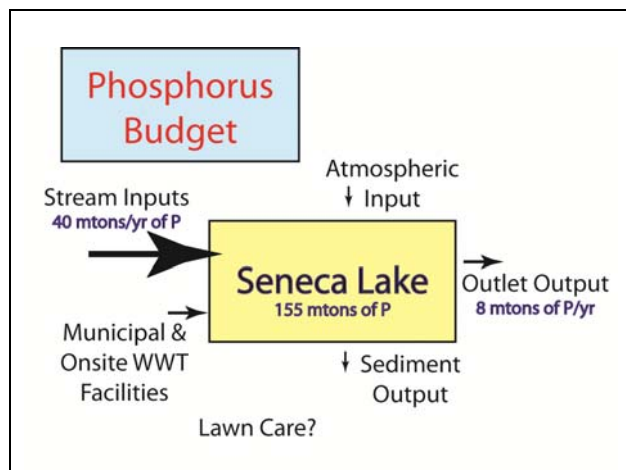 Phosphorus
Budget
Atmospheric
Input
Stream Inputs
40 mtons/yr of P
Seneca Lake
155 mtons of P
Outlet Output
8 mtons of P/yr
Municipal &
Onsite WWT
Facilities
Sediment
Output
Lawn Care?